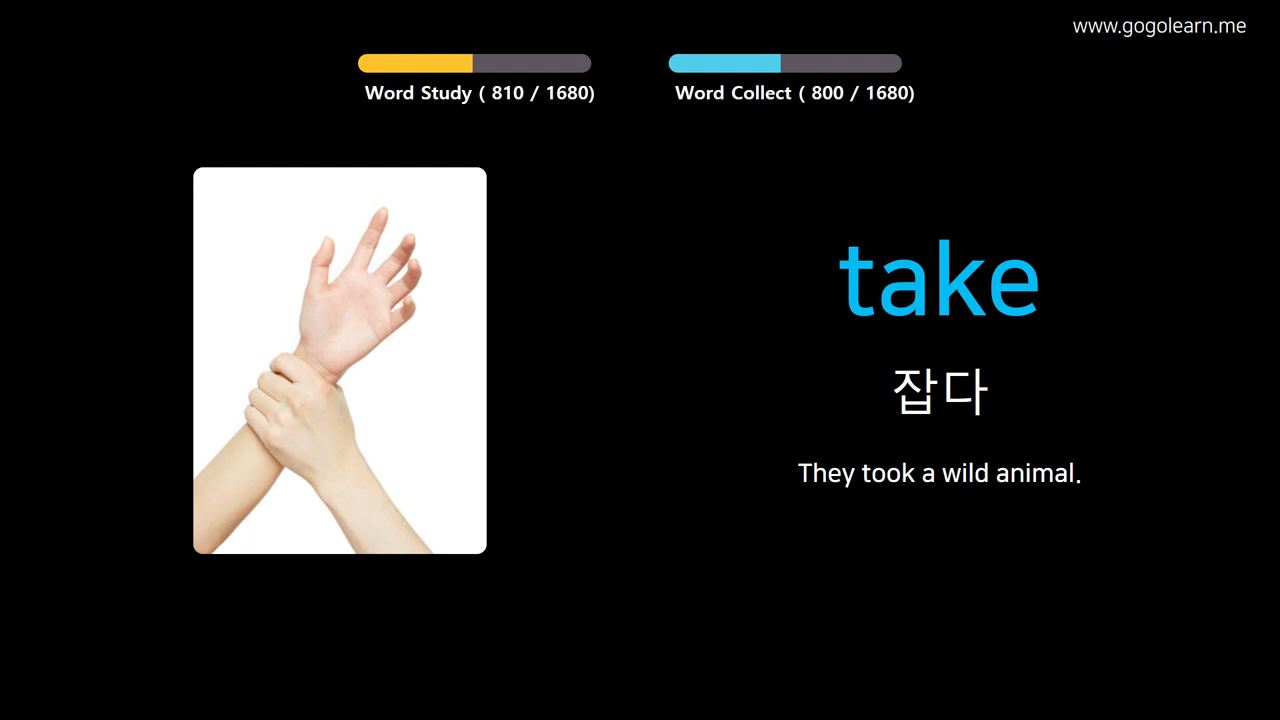 www.gogolearn.me
Word Study ( 810 / 1680)
Word Collect ( 800 / 1680)
take
잡다
They took a wild animal.